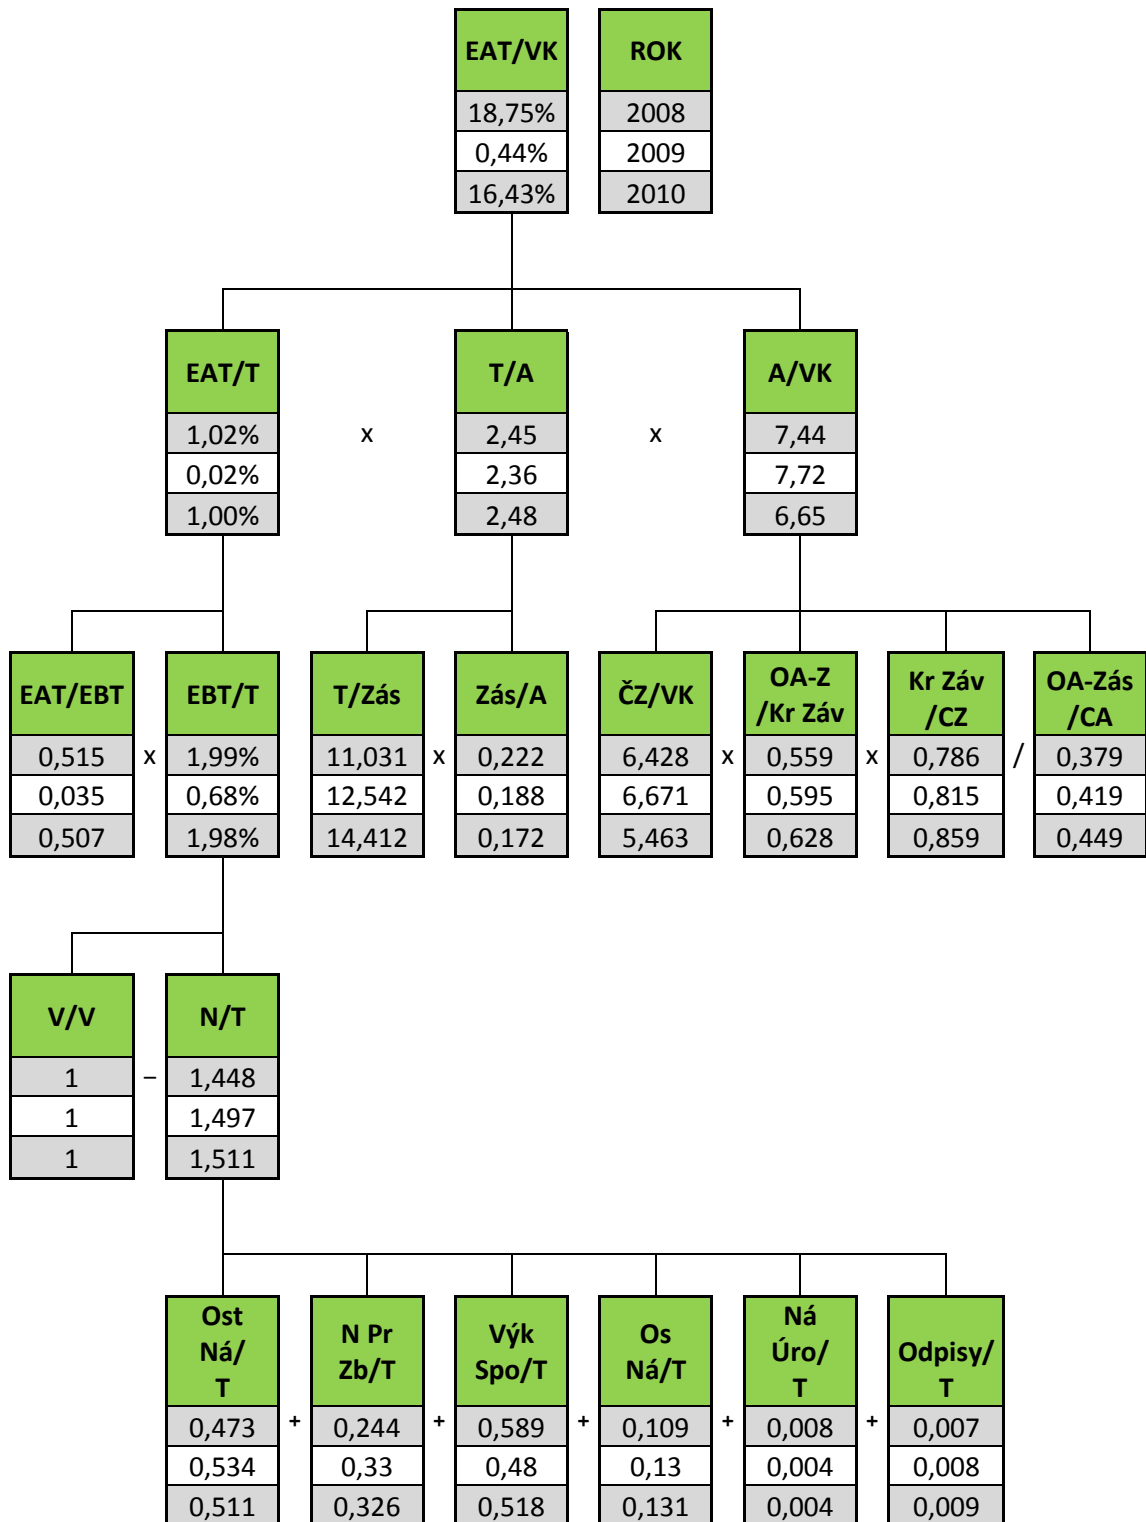 EAT/VK ROK
18,75% 2008
0,44% 2009
16,43% 2010
EAT/T T/A A/VK
1,02% x 2,45 x 7,44
0,02% 2,36 7,72
1,00% 2,48 6,65
EAT/EBT EBT/T T/Zás Zás/A ČZ/VK OA-Z Kr Záv OA-Zás
/Kr Záv /CZ /CA
0,515 x 1,99% 11,031 x 0,222 6,428 x 0,559 x 0,786 / 0,379
0,035 0,68% 12,542 0,188 6,671 0,595 0,815 0,419
0,507 1,98% 14,412 0,172 5,463 0,628 0,859 0,449
V/V N/T
1 – 1,448
1 1,497
1 1,511
Ost N Pr Výk Os Ná
Ná/ Zb/T Spo/T Ná/T Úro/ Odpisy/
T T T
0,473 + 0,244 + 0,589 + 0,109 + 0,008 + 0,007
0,534 0,33 0,48 0,13 0,004 0,008
0,511 0,326 0,518 0,131 0,004 0,009